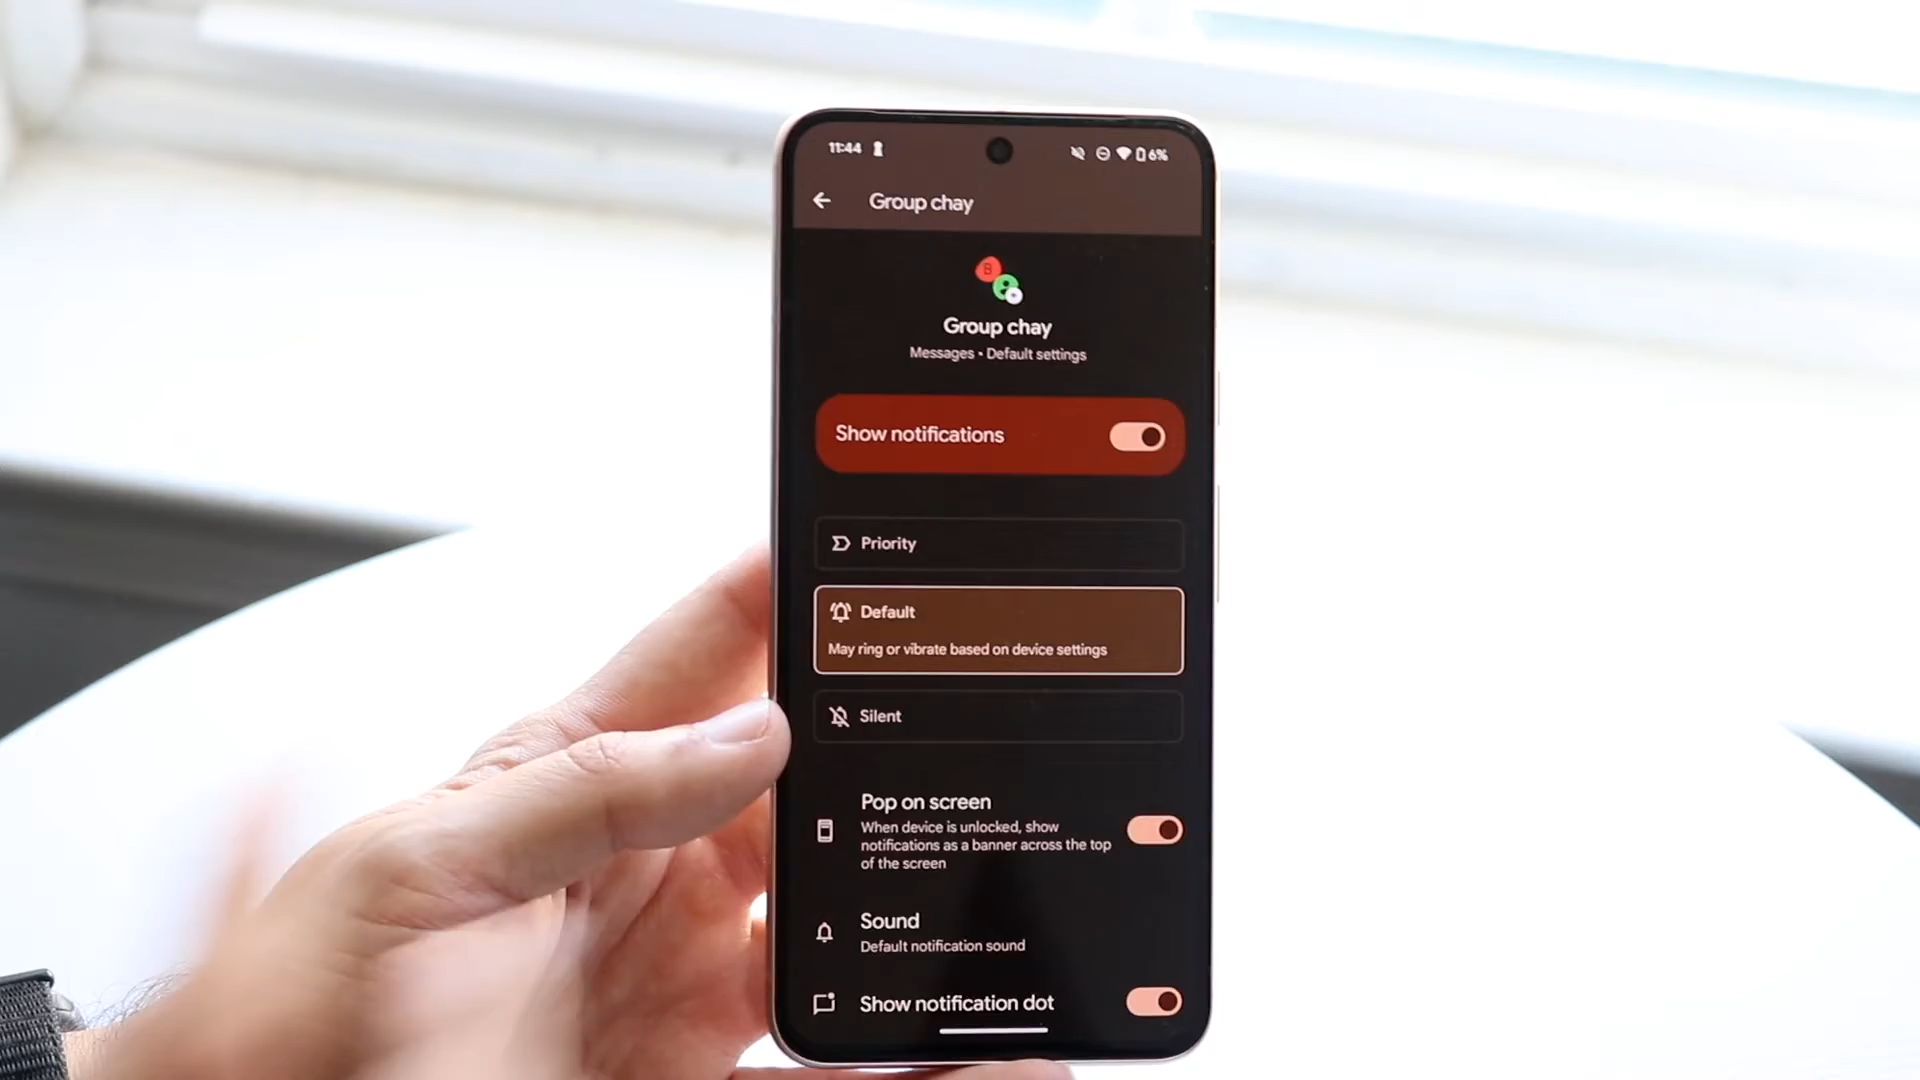 11:44 6%
Group chay
B
Group chay
Messages • Default settings
Show notifications
Priority
Default
May ring or vibrate based on device settings
Silent
Pop on screen
When device is unlocked, show
notifications as a banner across the top
of the screen
Sound
Default notification sound
Show notification dot